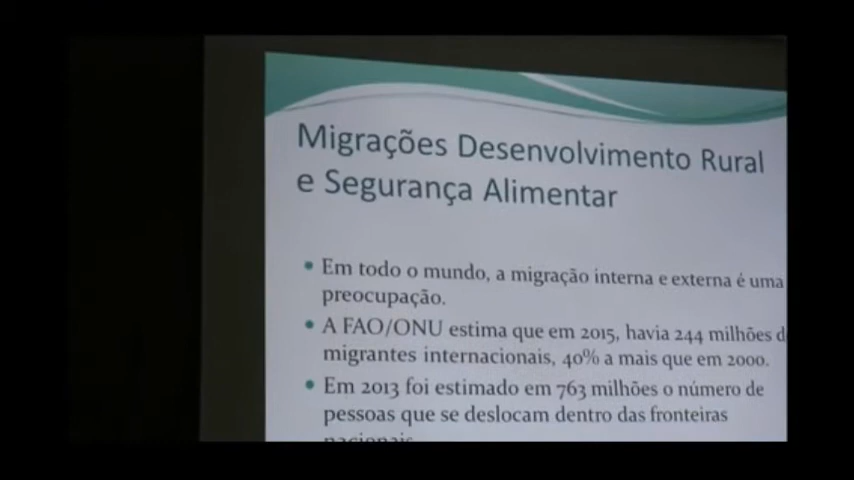 Migrações Desenvolvimento Rural
e Segurança Alimentar
• Em todo o mundo, a migração interna e externa é uma
preocupação.
• A FAO/ONU estima que em 2015, havia 244 milhões d
migrantes internacionais, 40% a mais que em 2000.
• Em 2013 foi estimado em 763 milhões o número de
pessoas que se deslocam dentro das fronteiras
nacionais